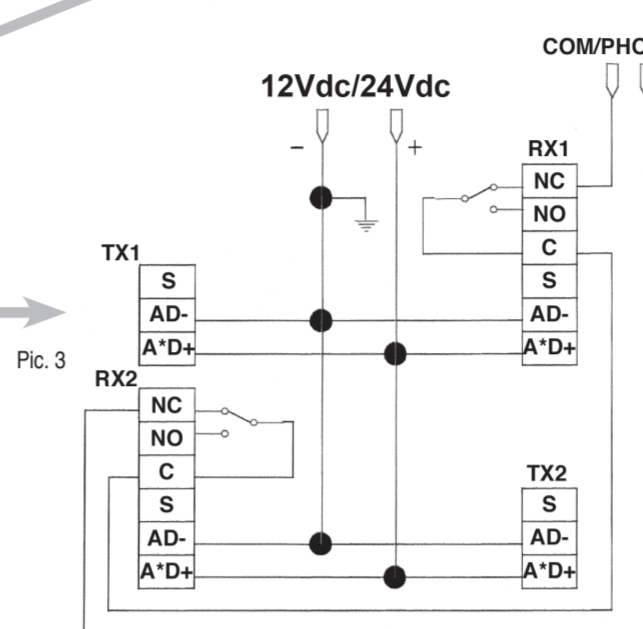 COM/PHO
12Vdc/24Vdc
- +
RX1
NC
NO
C
S
AD-
A*D+
TX1
S
AD-
A*D+
Pic. 3
RX2
NC
NO
C
S
AD-
A*D+
TX2
S
AD-
A*D+